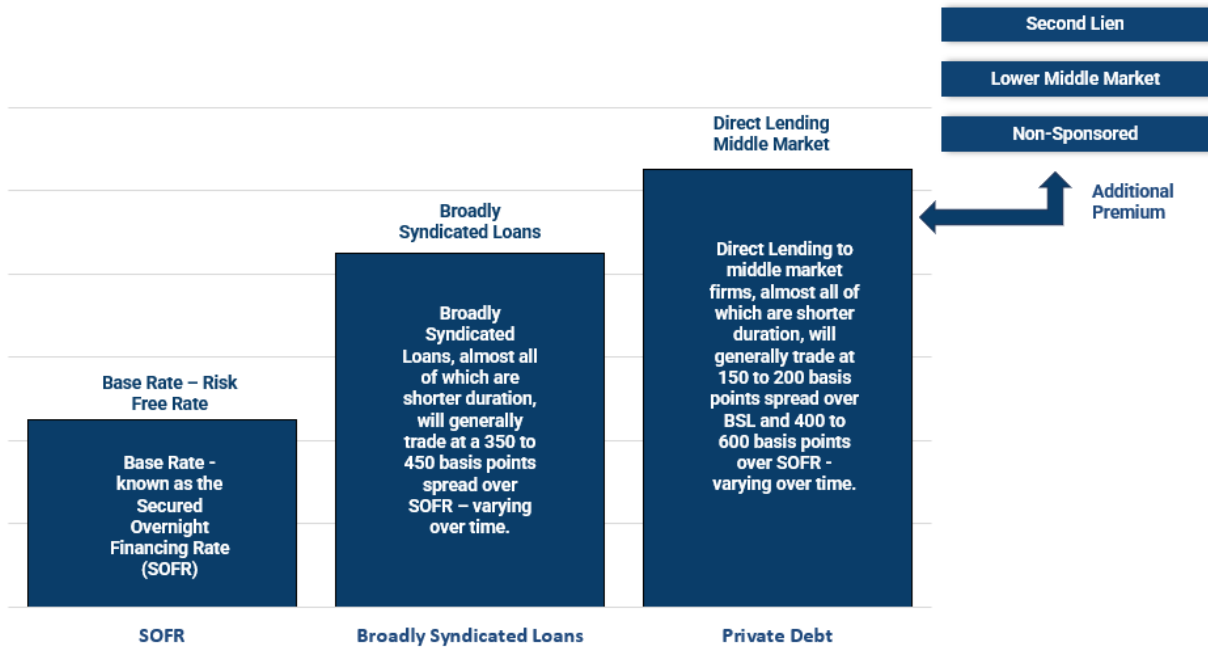 Second Lien
Lower Middle Market
Non-Sponsored
Additional
Premium
Direct Lending
Middle Market
Direct Lending to
middle market
firms, almost all of
which are shorter
duration, will
generally trade at
150 to 200 basis
points spread over
BSL and 400 to
600 basis points
over SOFR -
varying over time.
Broadly
Syndicated Loans
Broadly
Syndicated
Loans, almost all
of which are
shorter duration,
will generally
trade at a 350 to
450 basis points
spread over
SOFR – varying
over time.
Base Rate – Risk
Free Rate
Base Rate -
known as the
Secured
Overnight
Financing Rate
(SOFR)
SOFR
Broadly Syndicated Loans
Private Debt